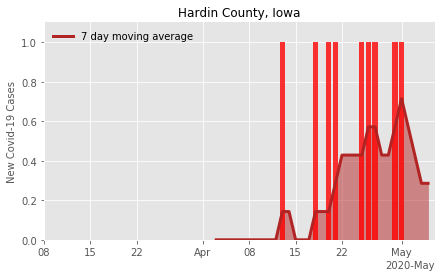 Hardin County, Iowa
7 day moving average
New Covid-19 Cases
1.0
0.8
0.6
0.4
0.2
0.0
08 15 22 Apr 08 15 22 May
2020-May